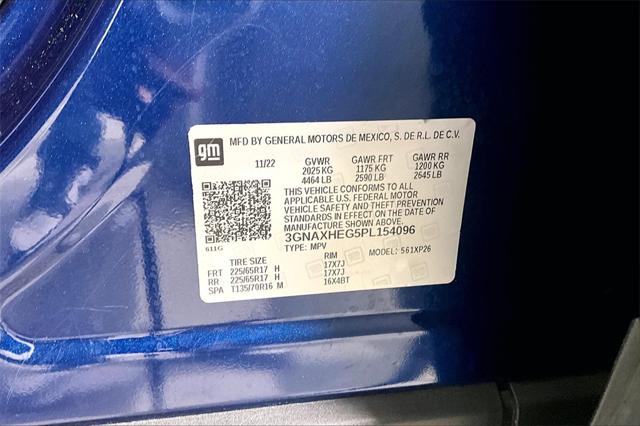 gm MFD BY GENERAL MOTORS DE MEXICO, S. DE R.L. DE C.V.
11/22 GVWR GAWR FRT GAWR RR
2025 KG 1175 KG 1200 KG
4464 LB 2590 LB 2645 LB
THIS VEHICLE CONFORMS TO ALL
APPLICABLE U.S. FEDERAL MOTOR
VEHICLE SAFETY AND THEFT PREVENTION
STANDARDS IN EFFECT ON THE DATE OF
MANUFACTURE SHOWN ABOVE.
3GNAXHEG5PL154096
611G TYPE: MPV MODEL: 561XP26
TIRE SIZE RIM
FRT 225/65R17 H 17X7J
RR 225/65R17 H 17X7J
SPA T135/70R16 M 16X4BT